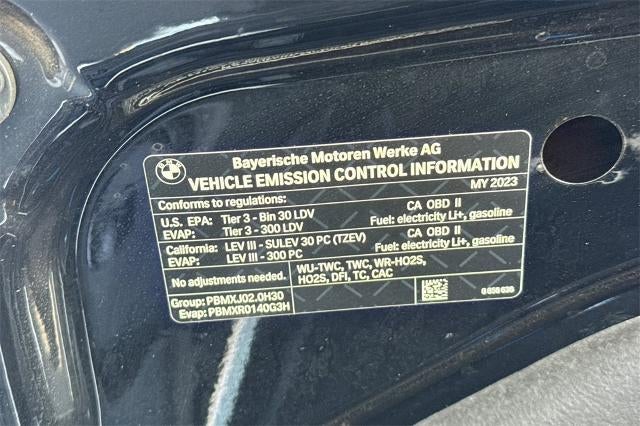 BMW
Bayerische Motoren Werke AG
VEHICLE EMISSION CONTROL INFORMATION
Conforms to regulations: MY 2023
U.S. EPA: Tier 3 - Bin 30 LDV CA OBD II
EVAP: Tier 3 - 300 LDV Fuel: electricity Li+, gasoline
California: LEV III - SULEV 30 PC (TZEV) CA OBD II
EVAP: LEV III - 300 PC Fuel: electricity Li+, gasoline
No adjustments needed. WU-TWC, TWC, WR-HO2S,
HO2S, DFI, TC, CAC
Group: PBMXJ02.0H30
Evap: PBMXR0140G3H